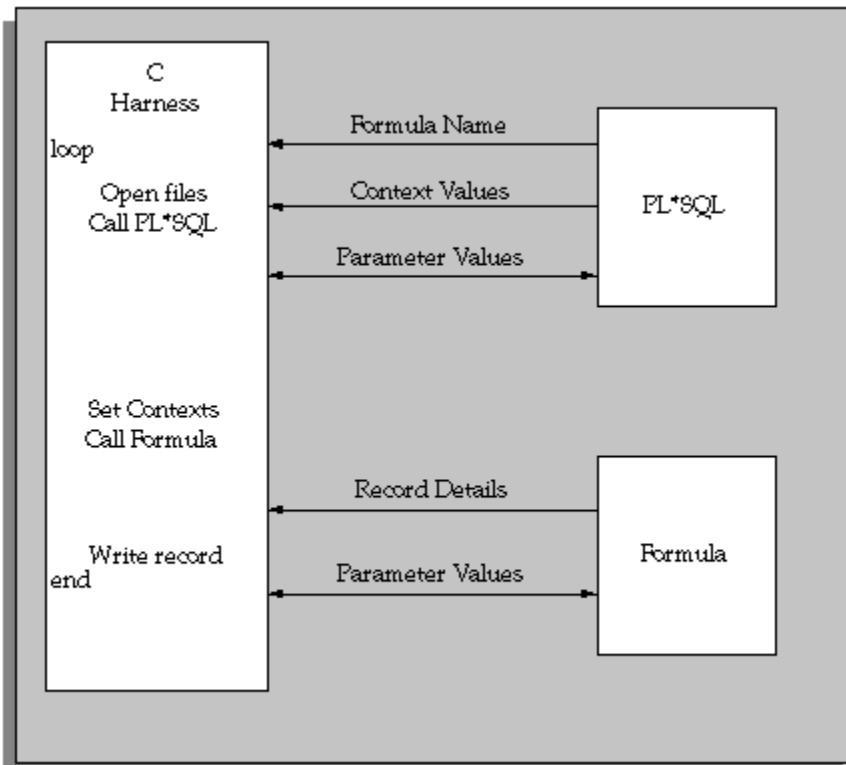 C
Harness
loop
Open files
Call PL*SQL
Set Contexts
Call Formula
Write record
end
Formula Name
Context Values
Parameter Values
PL*SQL
Record Details
Parameter Values
Formula